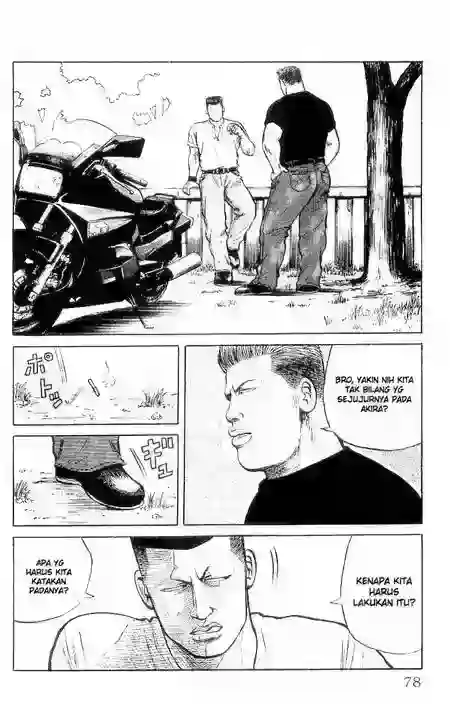 ポトッ
BRO, YAKIN NIH KITA
TAK BILANG YG
SEJUJURNYA PADA
AKIRA?
ギュッ
KENAPA KITA
HARUS
LAKUKAN ITU?
APA YG
HARUS KITA
KATAKAN
PADANYA?
78